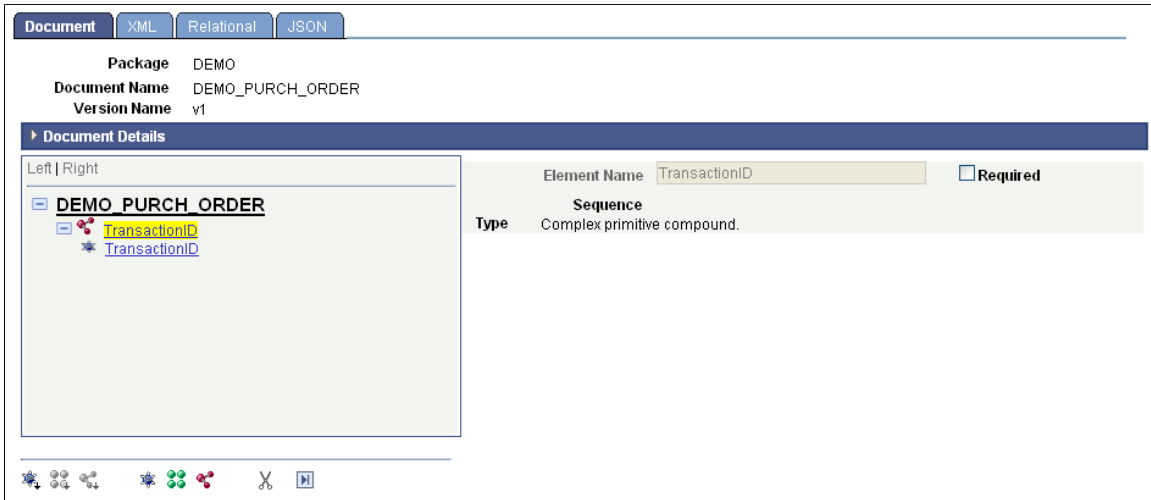 Document XML Relational JSON
Package DEMO
Document Name DEMO_PURCH_ORDER
Version Name v1
Document Details
Left | Right
DEMO_PURCH_ORDER
TransactionID
TransactionID
Element Name TransactionID Required
Sequence
Type Complex primitive compound.